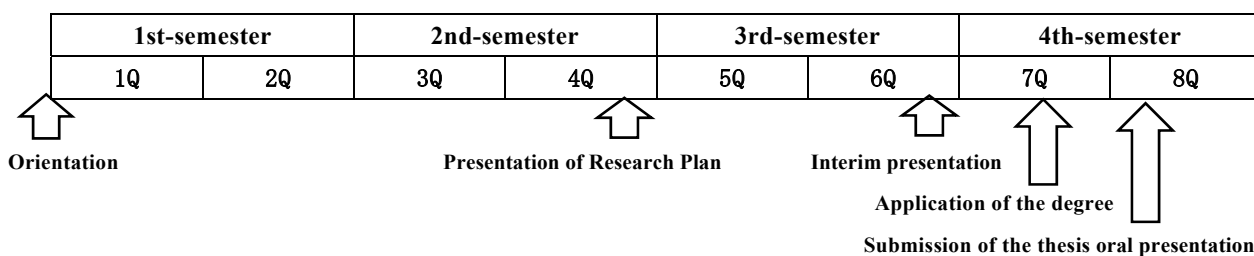 1st-semester 2nd-semester 3rd-semester 4th-semester
1Q 2Q 3Q 4Q 5Q 6Q 7Q 8Q
Orientation Presentation of Research Plan Interim presentation
Application of the degree
Submission of the thesis oral presentation